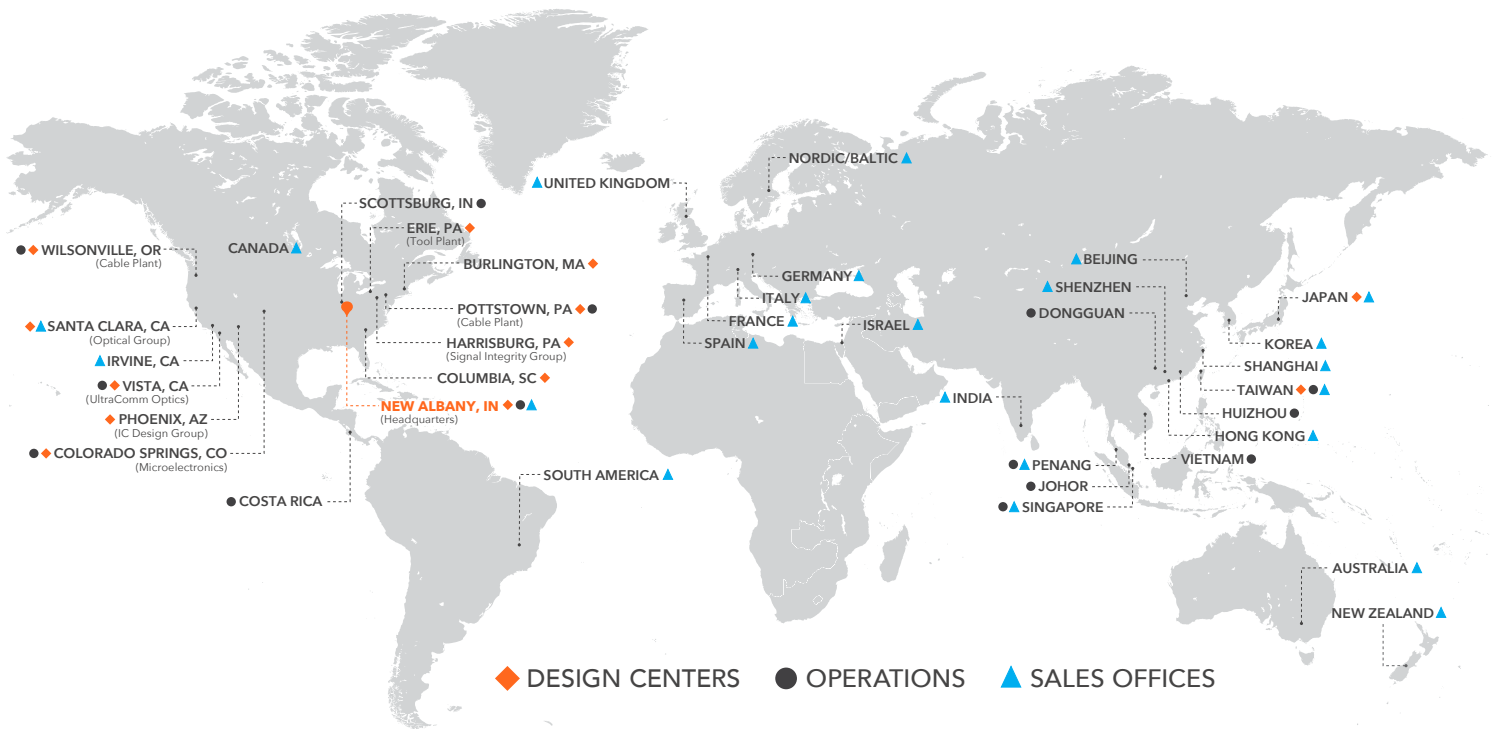 NORDIC/BALTIC
UNITED KINGDOM
SCOTTSBURG, IN
ERIE, PA
(Tool Plant)
WILSONVILLE, OR
(Cable Plant)
CANADA
BURLINGTON, MA
GERMANY
BEIJING
SHENZHEN
ITALY
JAPAN
POTTSTOWN, PA
(Cable Plant)
DONGGUAN
SANTA CLARA, CA
(Optical Group)
FRANCE
ISRAEL
HARRISBURG, PA
(Signal Integrity Group)
SPAIN
KOREA
IRVINE, CA
SHANGHAI
COLUMBIA, SC
VISTA, CA
(UltraComm Optics)
TAIWAN
INDIA
NEW ALBANY, IN
(Headquarters)
HUIZHOU
PHOENIX, AZ
(IC Design Group)
HONG KONG
COLORADO SPRINGS, CO
(Microelectronics)
VIETNAM
PENANG
SOUTH AMERICA
JOHOR
COSTA RICA
SINGAPORE
AUSTRALIA
NEW ZEALAND
DESIGN CENTERS
OPERATIONS
SALES OFFICES